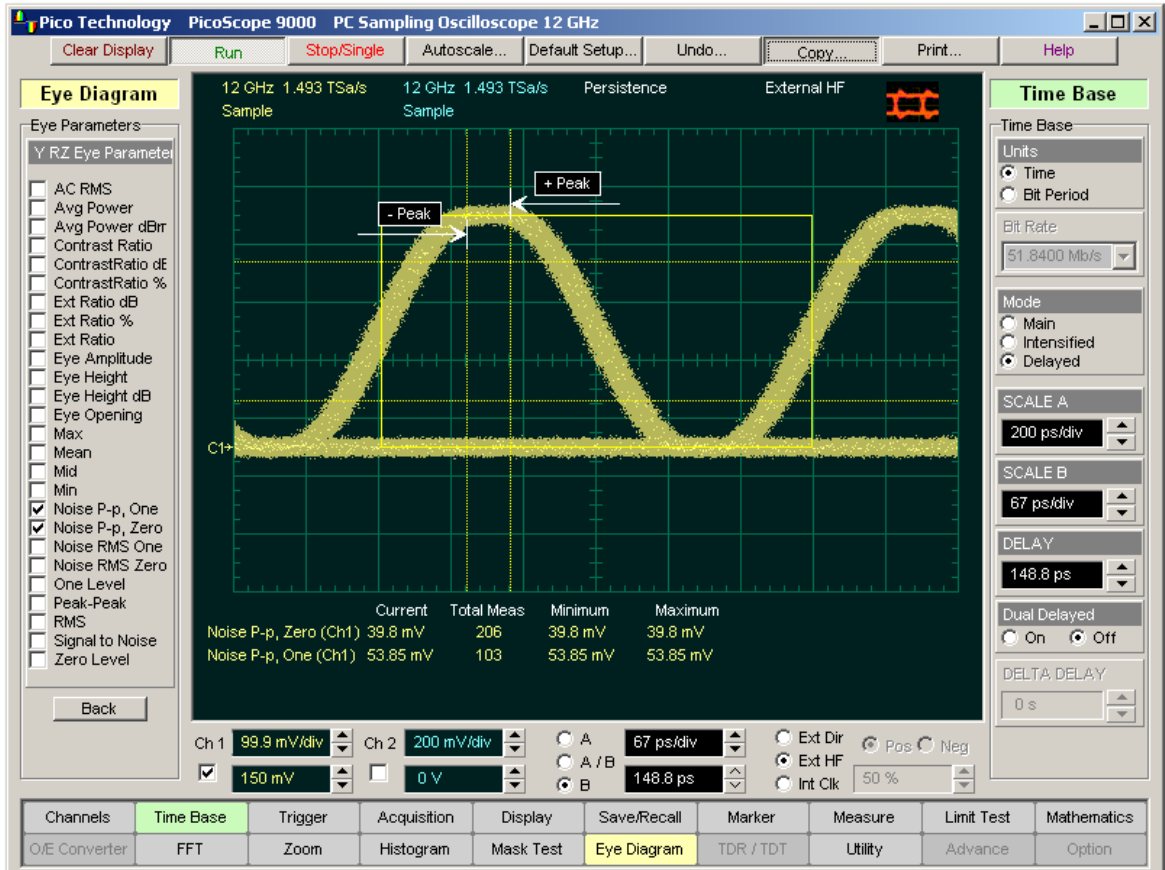 Pico Technology PicoScope 9000 PC Sampling Oscilloscope 12 GHz
Clear Display Run Stop/Single Autoscale... Default Setup... Undo... Copy... Print... Help
Eye Diagram
Eye Parameters
Y RZ Eye Parameter
AC RMS
Avg Power
Avg Power dBm
Contrast Ratio
ContrastRatio dB
ContrastRatio %
Ext Ratio dB
Ext Ratio %
Ext Ratio
Eye Amplitude
Eye Height
Eye Height dB
Eye Opening
Max
Mean
Mid
Min
Noise P-p, One
Noise P-p, Zero
Noise RMS One
Noise RMS Zero
One Level
Peak-Peak
RMS
Signal to Noise
Zero Level
Back
12 GHz 1.493 TSa/s 12 GHz 1.493 TSa/s Persistence External HF
Sample Sample
+ Peak
- Peak
C1
Current Total Meas Minimum Maximum
Noise P-p, Zero (Ch1) 39.8 mV 206 39.8 mV 39.8 mV
Noise P-p, One (Ch1) 53.85 mV 103 53.85 mV 53.85 mV
Time Base
Time Base
Units
Time
Bit Period
Bit Rate
51.8400 Mb/s
Mode
Main
Intensified
Delayed
SCALE A
200 ps/div
SCALE B
67 ps/div
DELAY
148.8 ps
Dual Delayed
On Off
DELTA DELAY
0 s
Ch 1 99.9 mV/div Ch 2 200 mV/div A 67 ps/div Ext Dir Pos Neg
A / B Ext HF
150 mV 0 V B 148.8 ps Int Clk 50 %
Channels Time Base Trigger Acquisition Display Save/Recall Marker Measure Limit Test Mathematics
O/E Converter FFT Zoom Histogram Mask Test Eye Diagram TDR / TDT Utility Advance Option